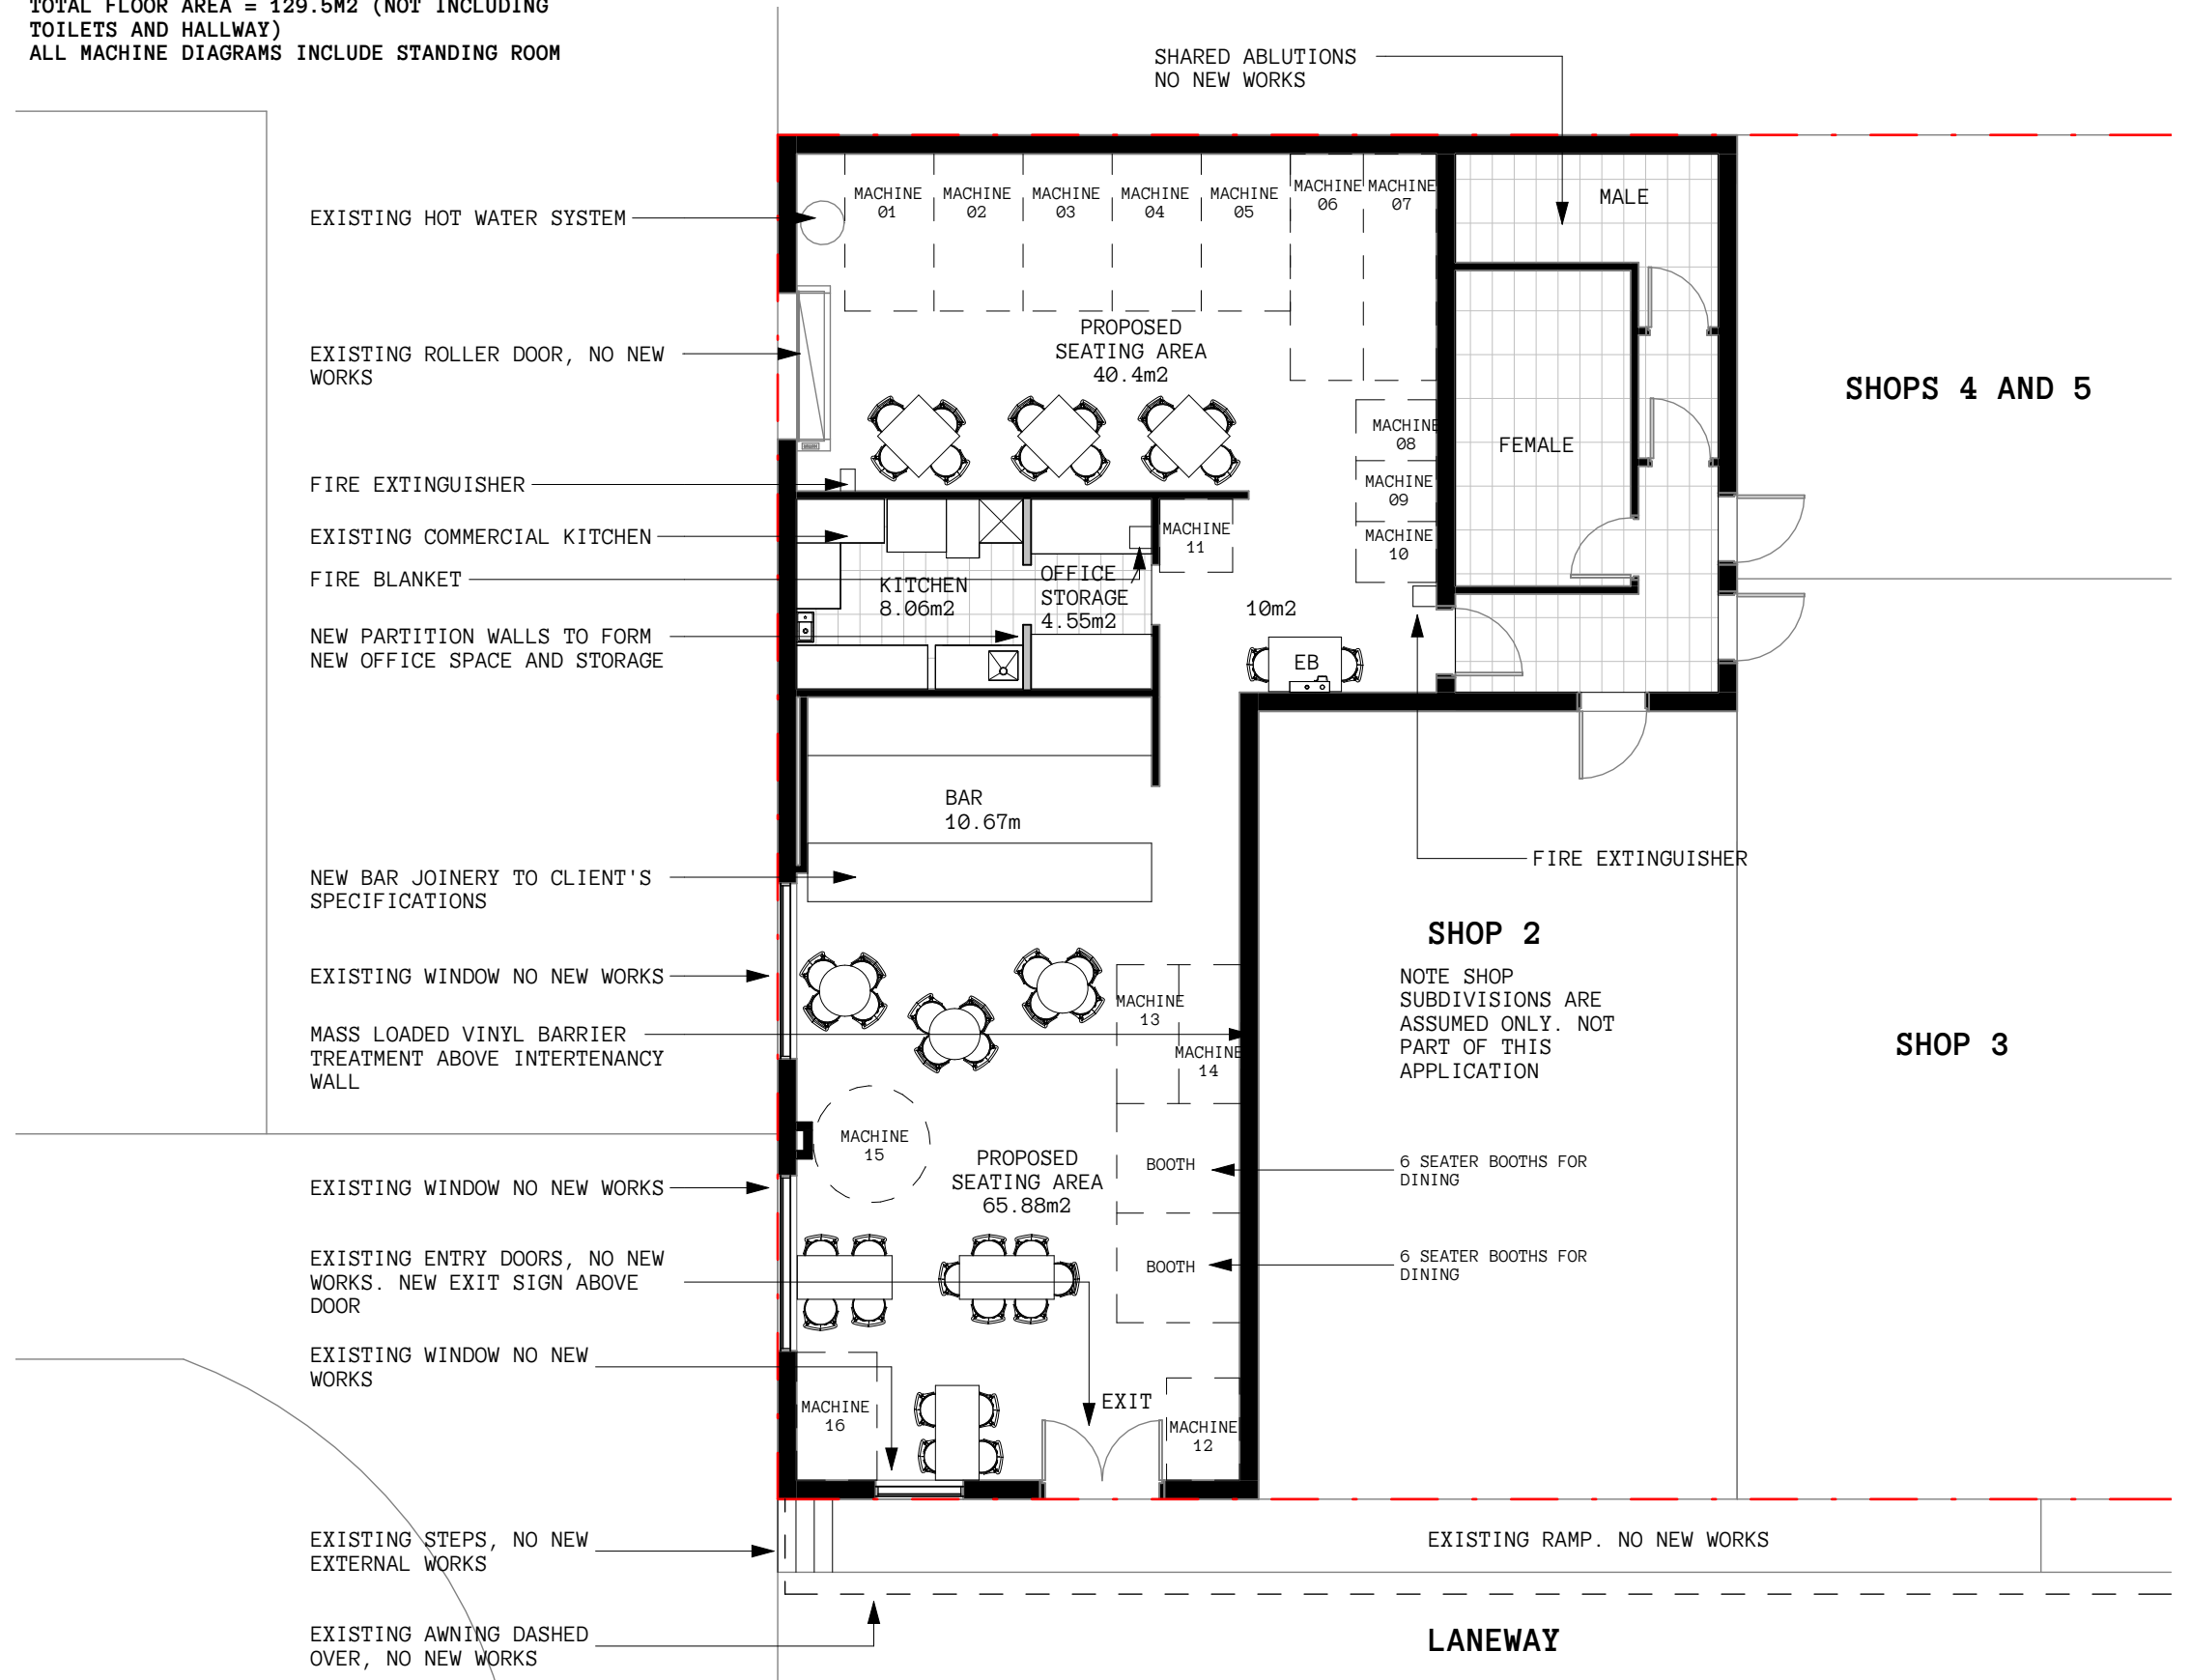 TOTAL FLOOR AREA = 129.5M2 (NOT INCLUDING
TOILETS AND HALLWAY)
ALL MACHINE DIAGRAMS INCLUDE STANDING ROOM
SHARED ABLUTIONS
NO NEW WORKS
EXISTING HOT WATER SYSTEM
EXISTING ROLLER DOOR, NO NEW
WORKS
FIRE EXTINGUISHER
EXISTING COMMERCIAL KITCHEN
FIRE BLANKET
NEW PARTITION WALLS TO FORM
NEW OFFICE SPACE AND STORAGE
NEW BAR JOINERY TO CLIENT'S
SPECIFICATIONS
EXISTING WINDOW NO NEW WORKS
MASS LOADED VINYL BARRIER
TREATMENT ABOVE INTERTENANCY
WALL
EXISTING WINDOW NO NEW WORKS
EXISTING ENTRY DOORS, NO NEW
WORKS. NEW EXIT SIGN ABOVE
DOOR
EXISTING WINDOW NO NEW
WORKS
EXISTING STEPS, NO NEW
EXTERNAL WORKS
EXISTING AWNING DASHED
OVER, NO NEW WORKS
MACHINE
01
MACHINE
02
MACHINE
03
MACHINE
04
MACHINE
05
MACHINE
06
MACHINE
07
MALE
PROPOSED
SEATING AREA
40.4m2
MACHINE
08
MACHINE
09
MACHINE
10
FEMALE
SHOPS 4 AND 5
MACHINE
11
KITCHEN
8.06m2
OFFICE
STORAGE
4.55m2
10m2
EB
BAR
10.67m
FIRE EXTINGUISHER
SHOP 2
NOTE SHOP
SUBDIVISIONS ARE
ASSUMED ONLY. NOT
PART OF THIS
APPLICATION
SHOP 3
MACHINE
13
MACHINE
14
MACHINE
15
PROPOSED
SEATING AREA
65.88m2
BOOTH
6 SEATER BOOTHS FOR
DINING
BOOTH
6 SEATER BOOTHS FOR
DINING
MACHINE
16
EXIT
MACHINE
12
EXISTING RAMP. NO NEW WORKS
LANEWAY